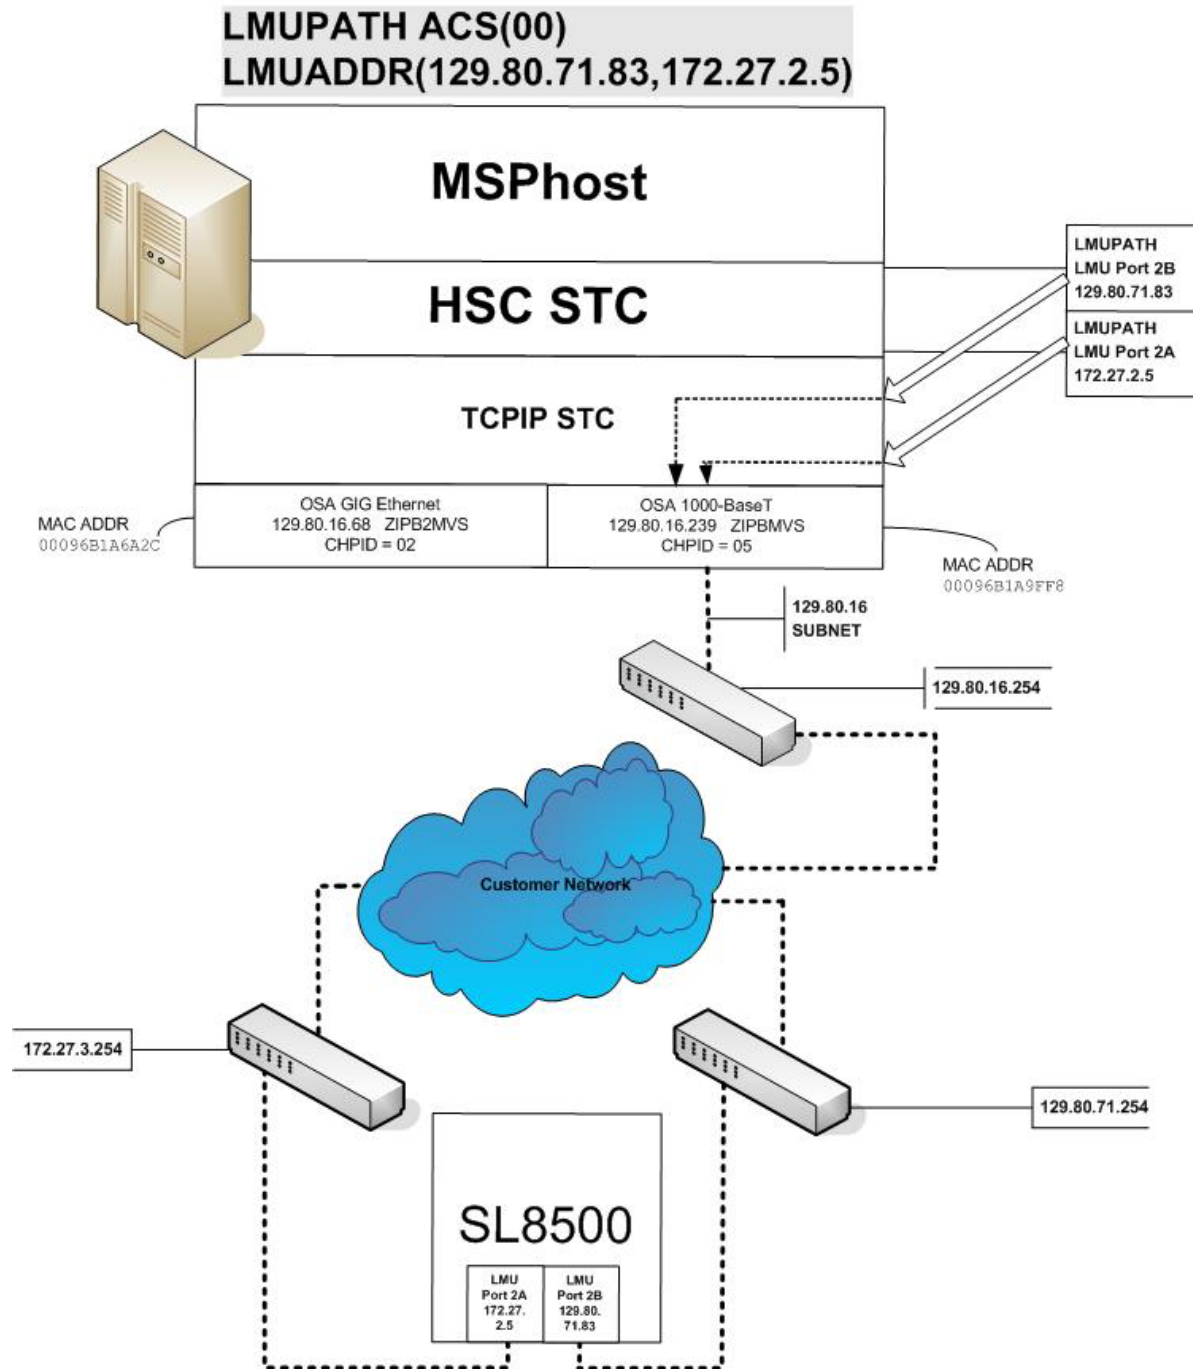 LMUPATH ACS(00)
LMUADDR(129.80.71.83,172.27.2.5)
MSPhost
HSC STC
TCPIP STC
LMUPATH
LMU Port 2B
129.80.71.83
LMUPATH
LMU Port 2A
172.27.2.5
OSA GIG Ethernet
129.80.16.68 ZIPB2MVS
CHPID = 02
OSA 1000-BaseT
129.80.16.239 ZIPBMVS
CHPID = 05
MAC ADDR
00096B1A6A2C
MAC ADDR
00096B1A9FF8
129.80.16
SUBNET
129.80.16.254
Customer Network
172.27.3.254
129.80.71.254
SL8500
LMU
Port 2A
172.27.
2.5
LMU
Port 2B
129.80.
71.83